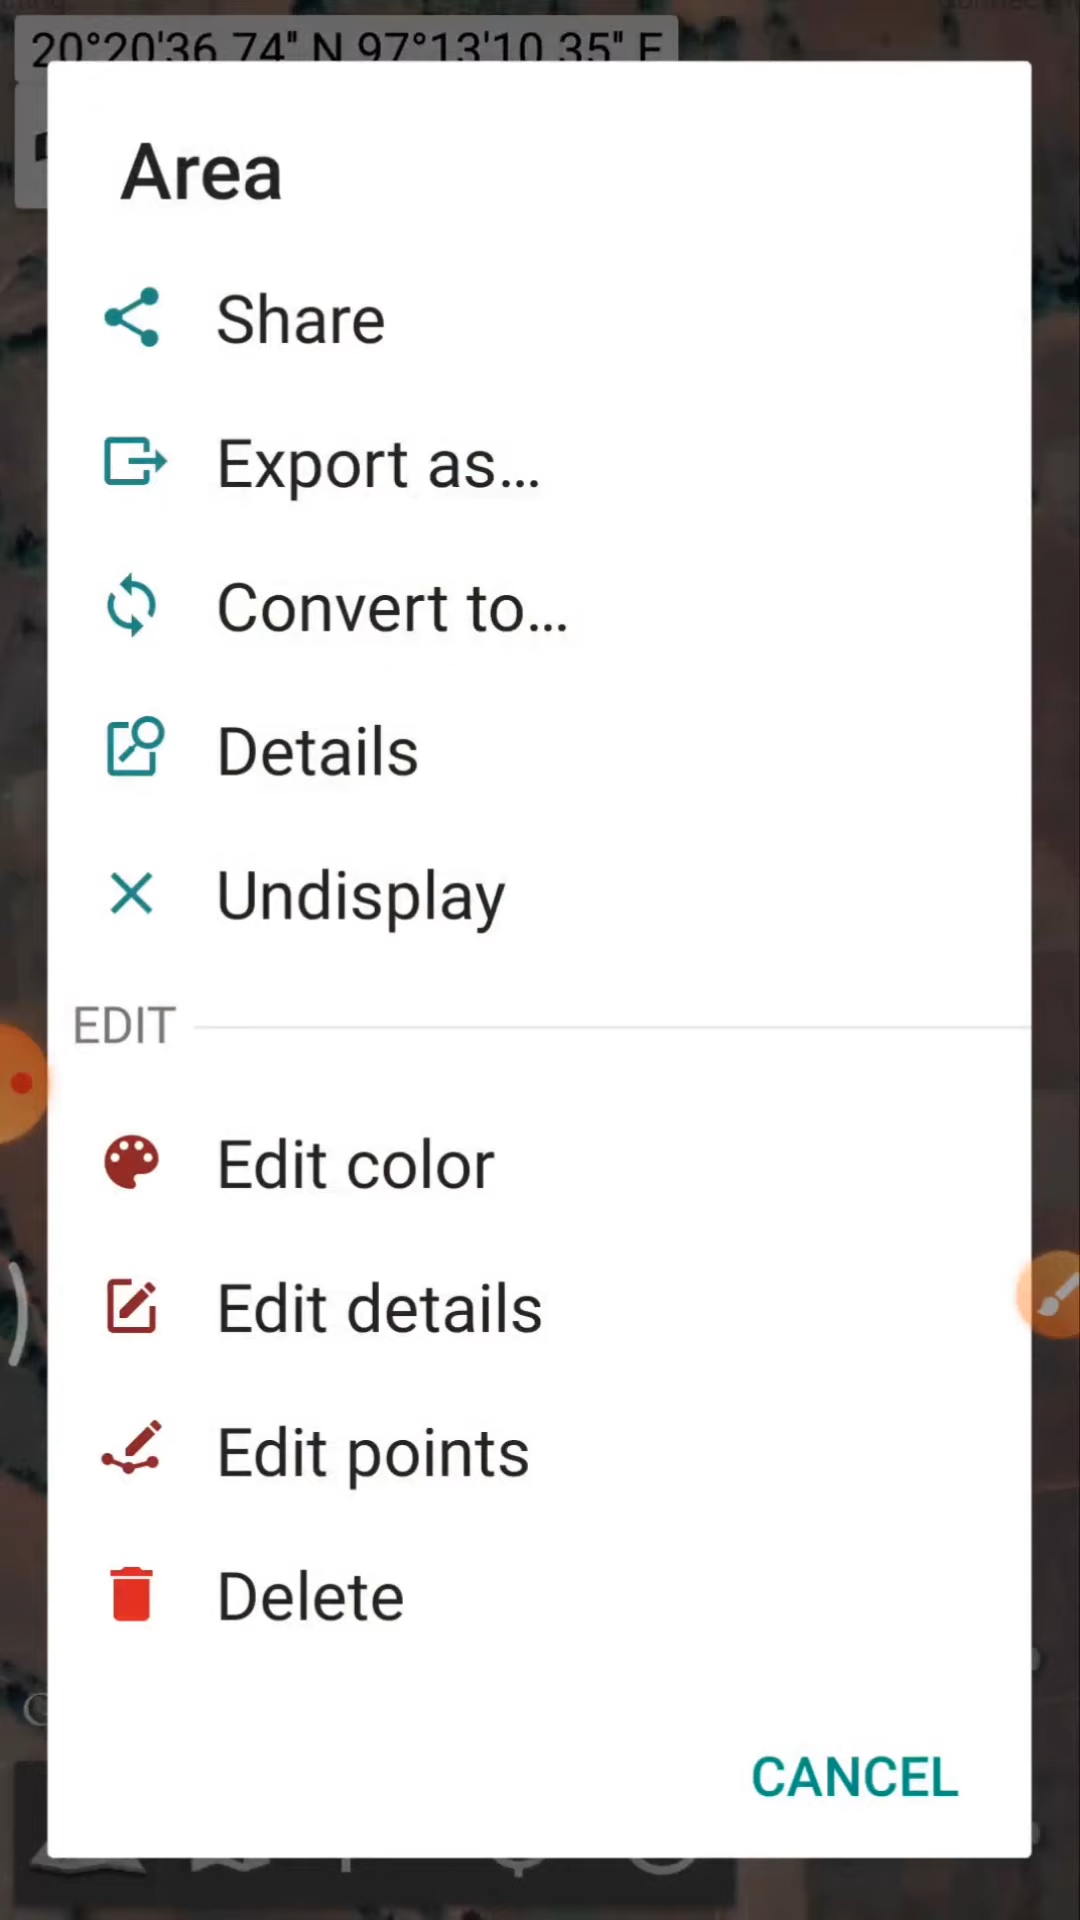 20°20'36.74" N 97°13'10.35" E
Area
Share
Export as...
Convert to...
Details
Undisplay
EDIT
Edit color
Edit details
Edit points
Delete
CANCEL